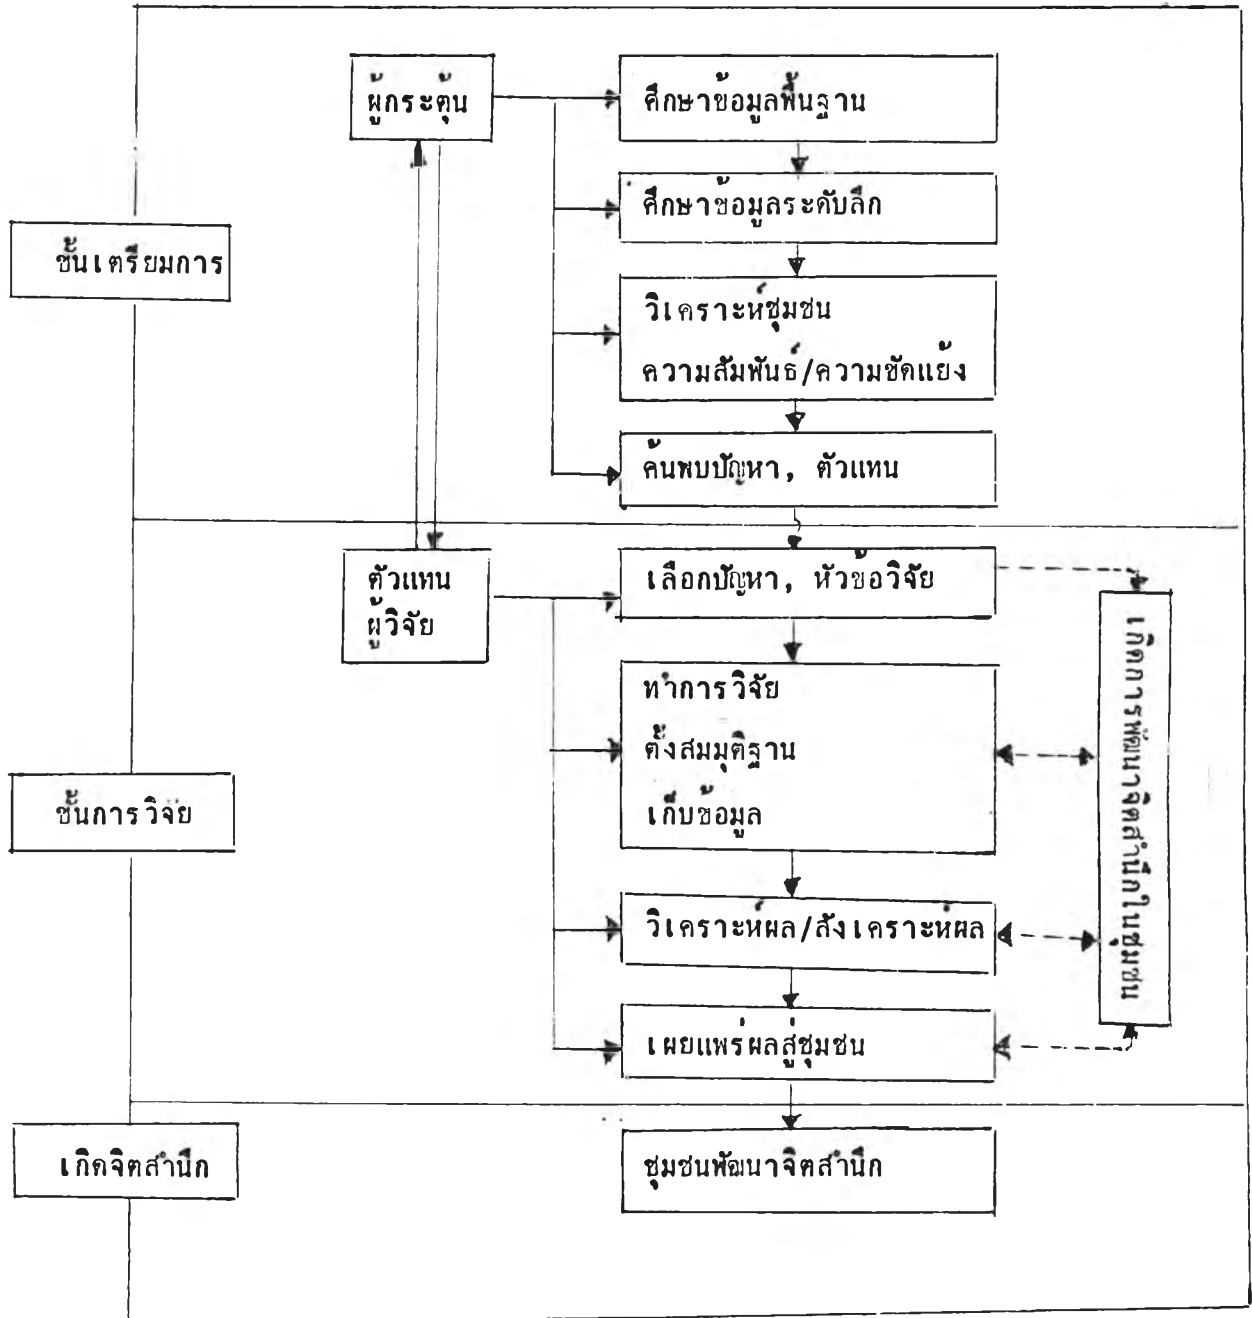 ผู้กระตุ้น
ศึกษาข้อมูลพื้นฐาน
ศึกษาข้อมูลระดับลึก
ขั้นเตรียมการ
วิเคราะห์ชุมชน
ความสัมพันธ์/ความขัดแย้ง
ค้นพบปัญหา, ตัวแทน
ตัวแทน
ผู้วิจัย
เลือกปัญหา, หัวข้อวิจัย
ทำการวิจัย
ตั้งสมมุติฐาน
เก็บข้อมูล
เกิดการพัฒนาจิตสำนึกในชุมชน
ขั้นการวิจัย
วิเคราะห์ผล/สังเคราะห์ผล
เผยแพร่ผลสู่ชุมชน
เกิดจิตสำนึก
ชุมชนพัฒนาจิตสำนึก